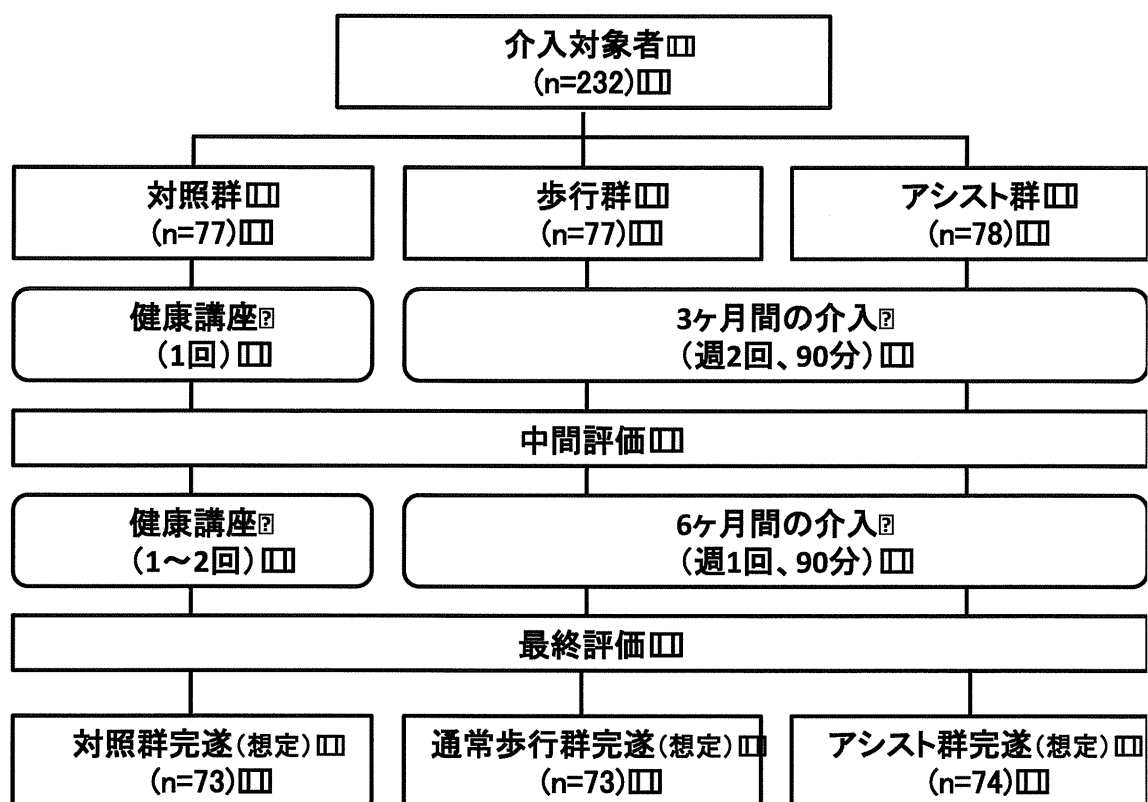 介入対象者
(n=232)
対照群
(n=77)
歩行群
(n=77)
アシスト群
(n=78)
健康講座
(1回)
3ヶ月間の介入
(週2回、90分)
中間評価
健康講座
(1～2回)
6ヶ月間の介入
(週1回、90分)
最終評価
対照群完遂(想定)
(n=73)
通常歩行群完遂(想定)
(n=73)
アシスト群完遂(想定)
(n=74)